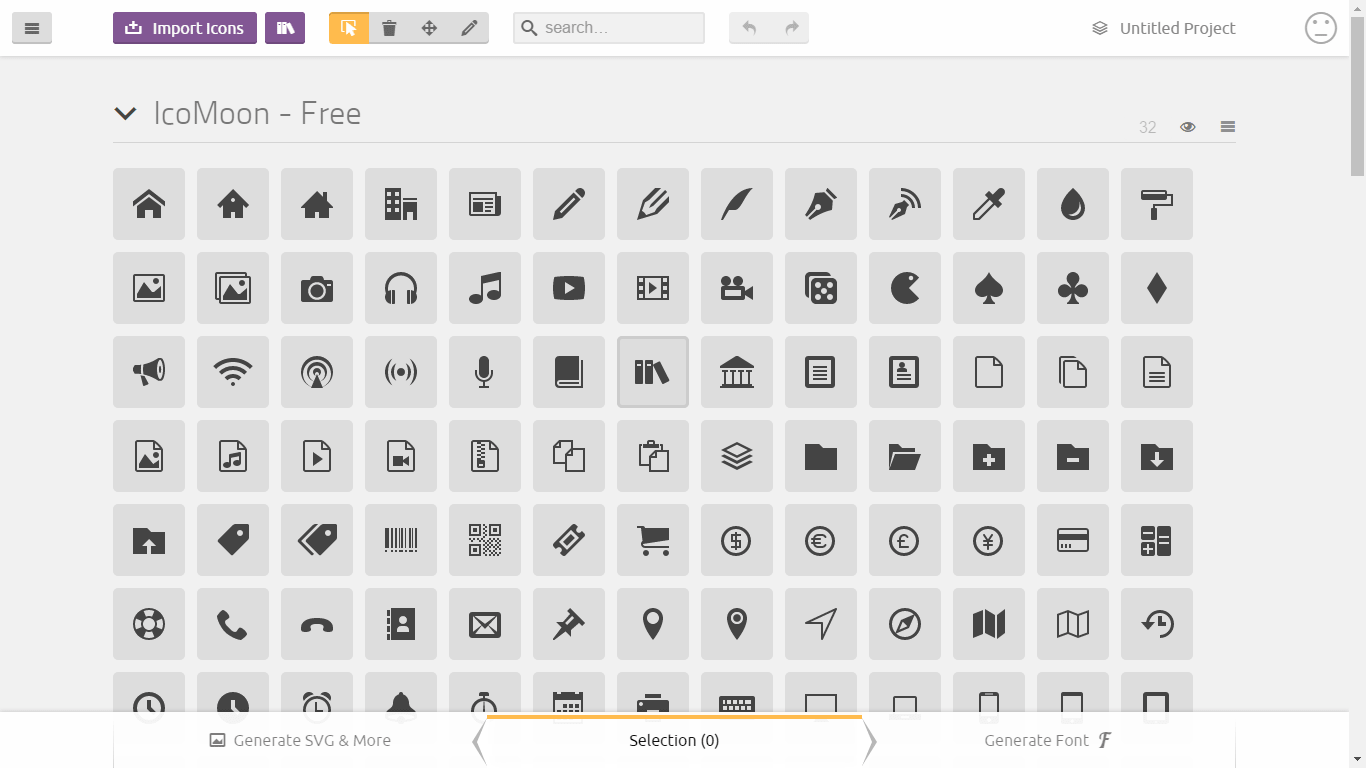 Import Icons
search...
Untitled Project
IcoMoon - Free
32
Generate SVG & More
Selection (0)
Generate Font